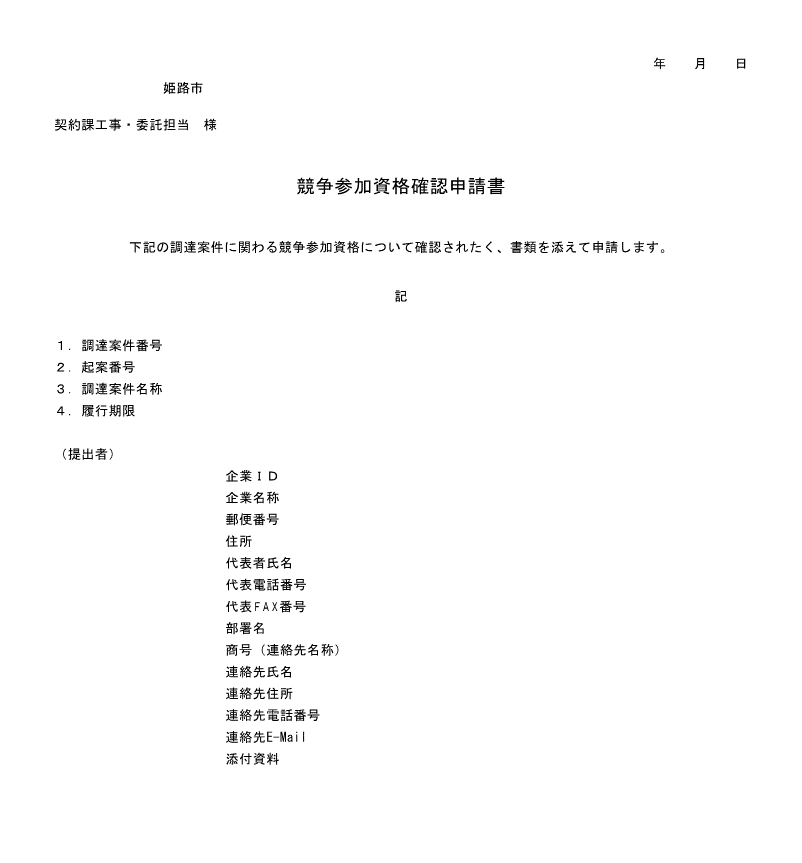 年　月　日
姫路市
契約課工事・委託担当　様
競争参加資格確認申請書
下記の調達案件に関わる競争参加資格について確認されたく、書類を添えて申請します。
記
１．調達案件番号
２．起案番号
３．調達案件名称
４．履行期限
（提出者）
企業ＩＤ
企業名称
郵便番号
住所
代表者氏名
代表電話番号
代表FAX番号
部署名
商号（連絡先名称）
連絡先氏名
連絡先住所
連絡先電話番号
連絡先E-Mail
添付資料